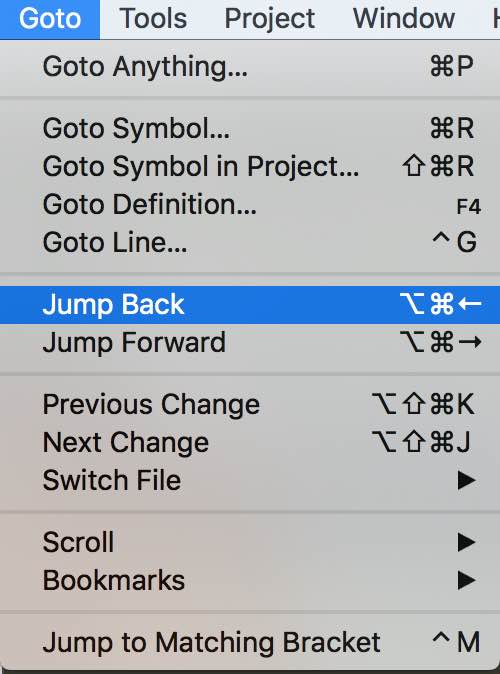 Goto Tools Project Window
Goto Anything... ⌘P
Goto Symbol... ⌘R
Goto Symbol in Project... ⇧⌘R
Goto Definition... F4
Goto Line... ^G
Jump Back ⌥⌘←
Jump Forward ⌥⌘→
Previous Change ⌥⇧⌘K
Next Change ⌥⇧⌘J
Switch File ▶
Scroll ▶
Bookmarks ▶
Jump to Matching Bracket ^M